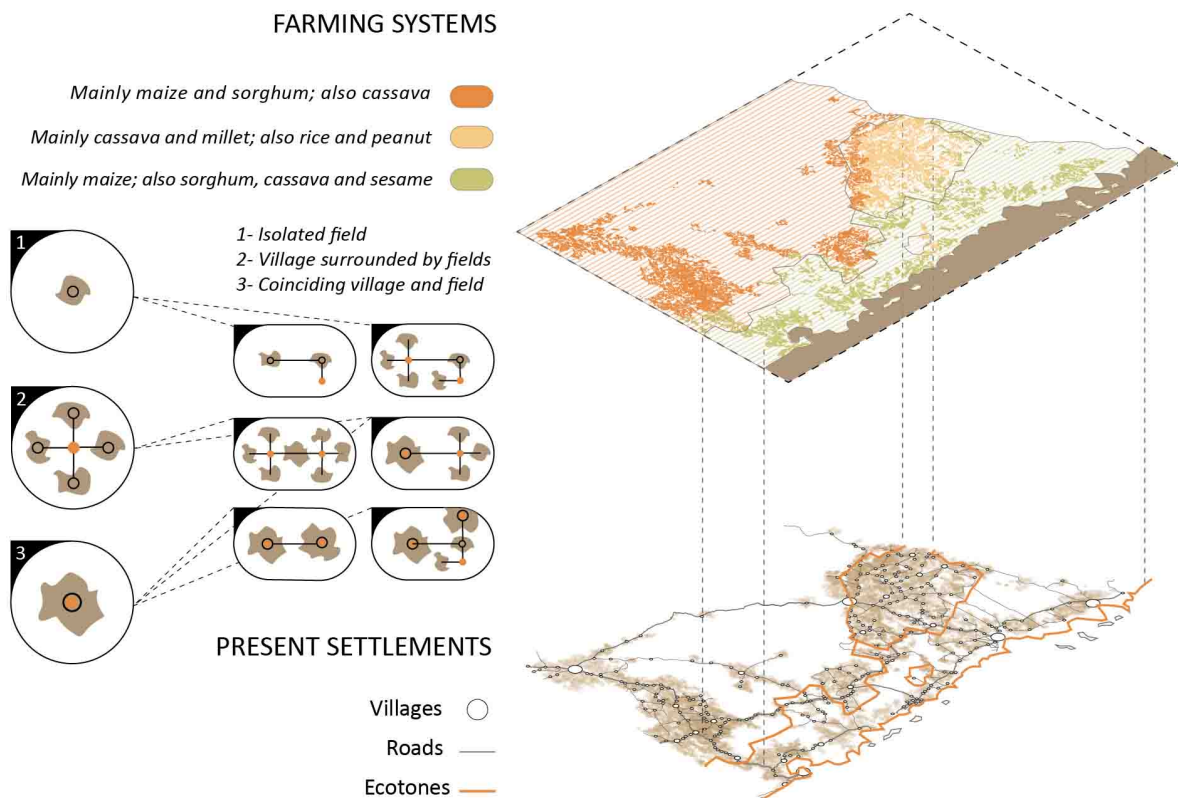 FARMING SYSTEMS
Mainly maize and sorghum; also cassava
Mainly cassava and millet; also rice and peanut
Mainly maize; also sorghum, cassava and sesame
1
1- Isolated field
2- Village surrounded by fields
3- Coinciding village and field
2
3
PRESENT SETTLEMENTS
Villages
Roads
Ecotones